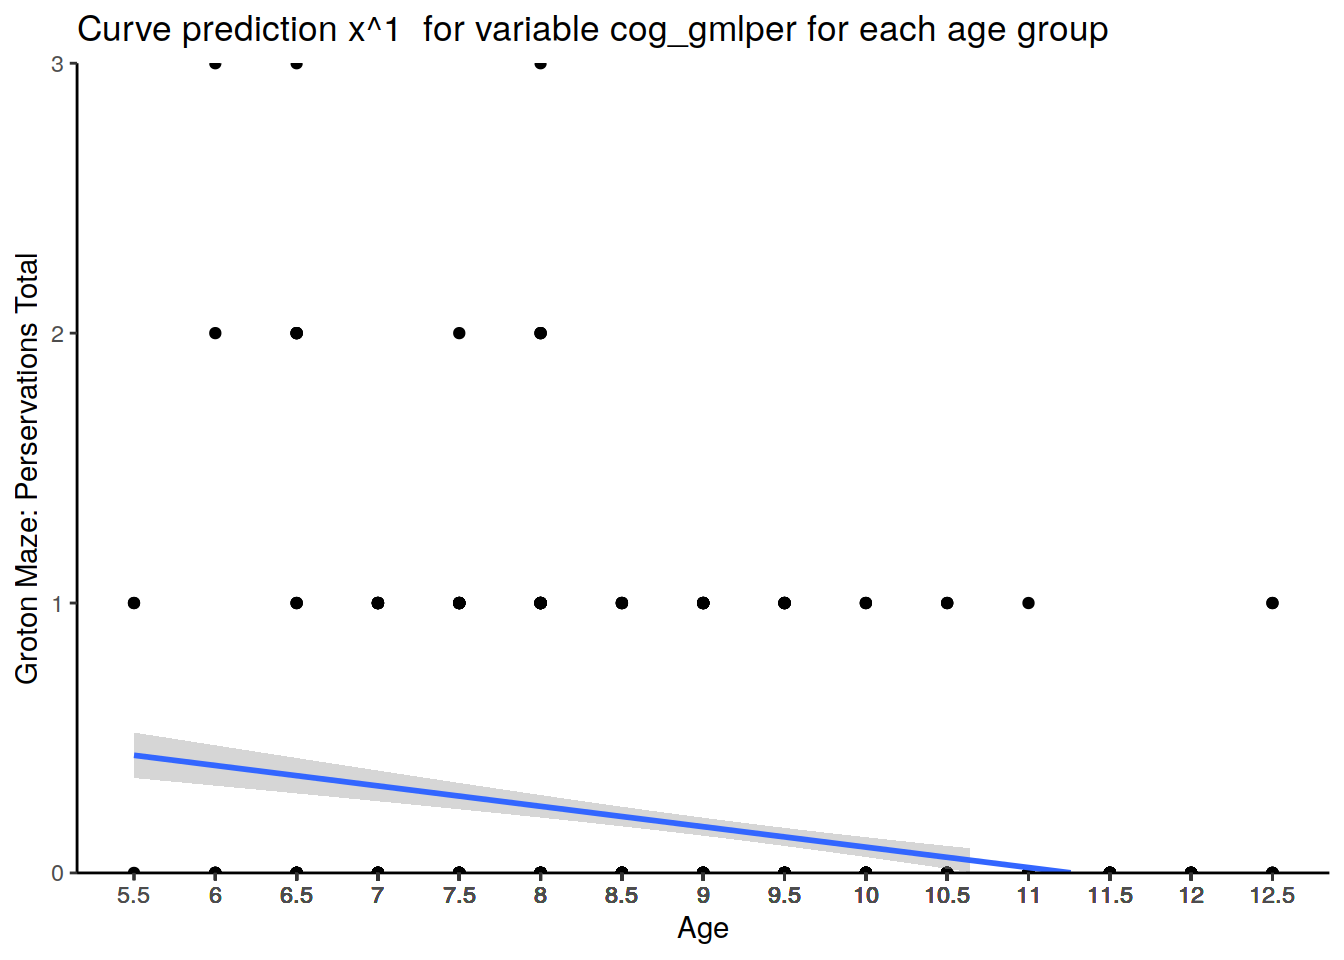 Curve prediction x^1  for variable cog_gmlper for each age group
Groton Maze: Perservations Total
3
2
1
0
5.5 6 6.5 7 7.5 8 8.5 9 9.5 10 10.5 11 11.5 12 12.5
Age